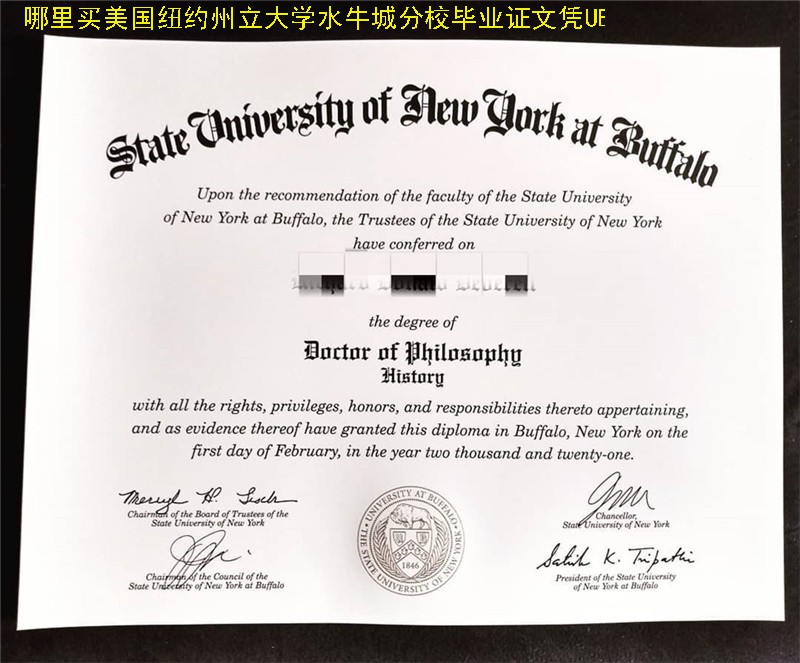 哪里买美国纽约州立大学水牛城分校毕业证文凭UE
State University of New York at Buffalo
Upon the recommendation of the faculty of the State University
of New York at Buffalo, the Trustees of the State University of New York
have conferred on
the degree of
Doctor of Philosophy
History
with all the rights, privileges, honors, and responsibilities thereto appertaining,
and as evidence thereof have granted this diploma in Buffalo, New York on the
first day of February, in the year two thousand and twenty-one.
Meryl H. Tisch
Chairman of the Board of Trustees of the
State University of New York
Chancellor,
State University of New York
Chairman of the Council of the
State University of New York at Buffalo
Satish K. Tripathi
President of the State University
of New York at Buffalo
UNIVERSITY AT BUFFALO
THE STATE UNIVERSITY OF NEW YORK
1846